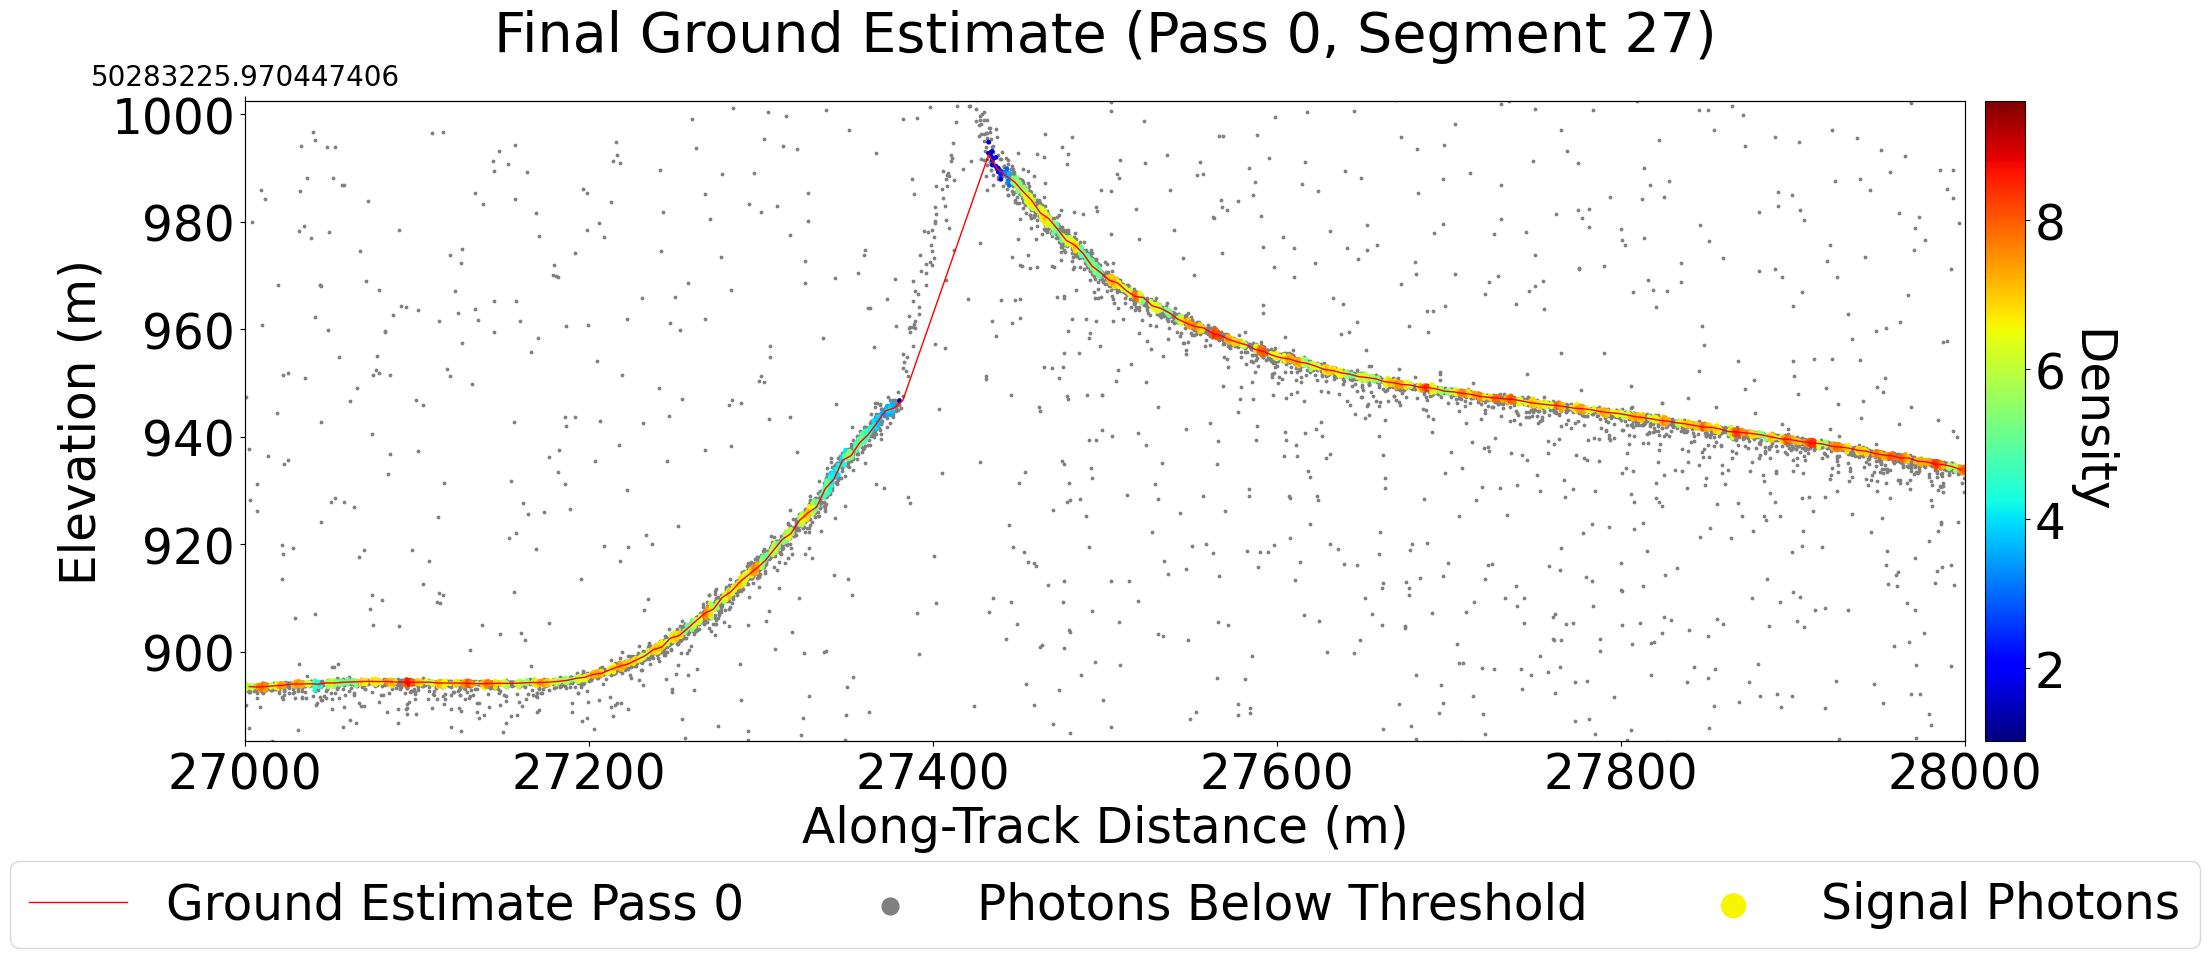 Final Ground Estimate (Pass 0, Segment 27)
50283225.970447406
1000
980
960
940
920
900
Elevation (m)
27000 27200 27400 27600 27800 28000
Along-Track Distance (m)
8
6
4
2
Density
Ground Estimate Pass 0 Photons Below Threshold Signal Photons